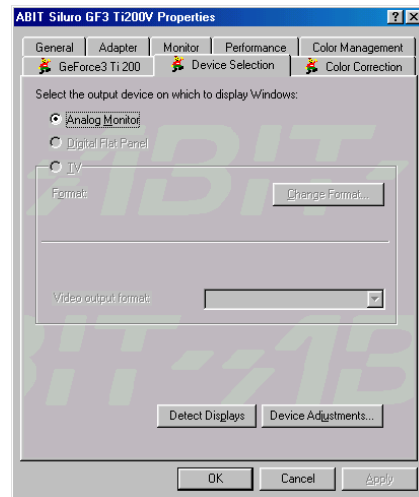 ABIT Siluro GF3 Ti200V Properties
General Adapter Monitor Performance Color Management
GeForce3 Ti 200 Device Selection Color Correction
Select the output device on which to display Windows:
Analog Monitor
Digital Flat Panel
TV
Format: Change Format...
Video output format:
Detect Displays Device Adjustments...
OK Cancel Apply